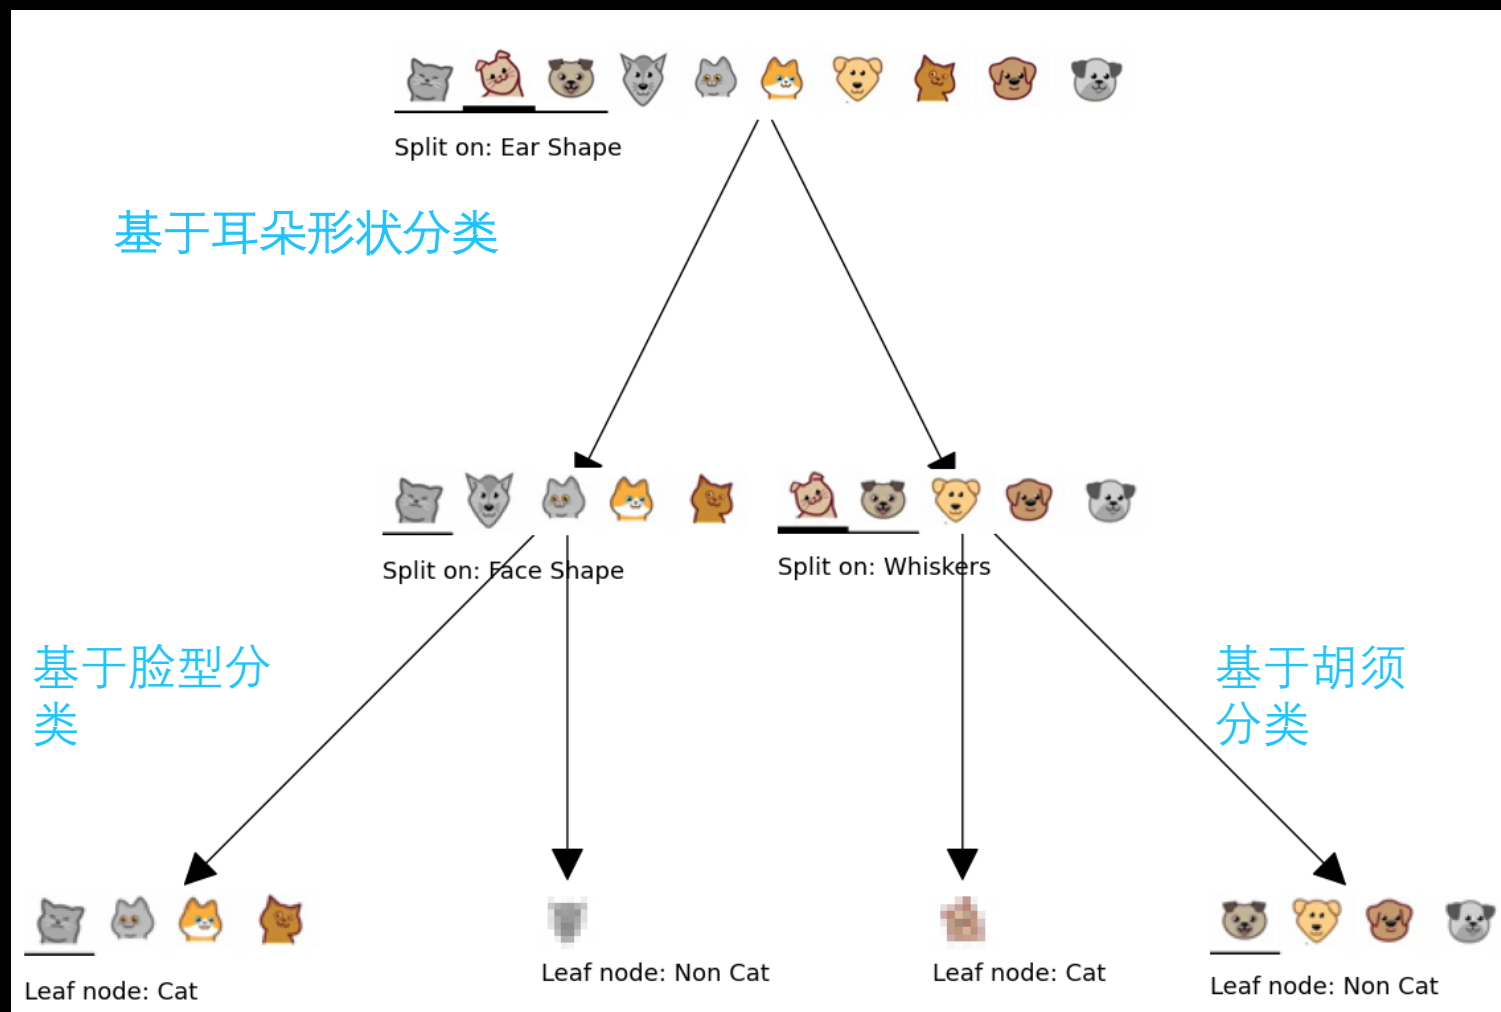 Split on: Ear Shape
基于耳朵形状分类
Split on: Face Shape
Split on: Whiskers
基于脸型分
类
基于胡须
分类
Leaf node: Cat
Leaf node: Non Cat
Leaf node: Cat
Leaf node: Non Cat